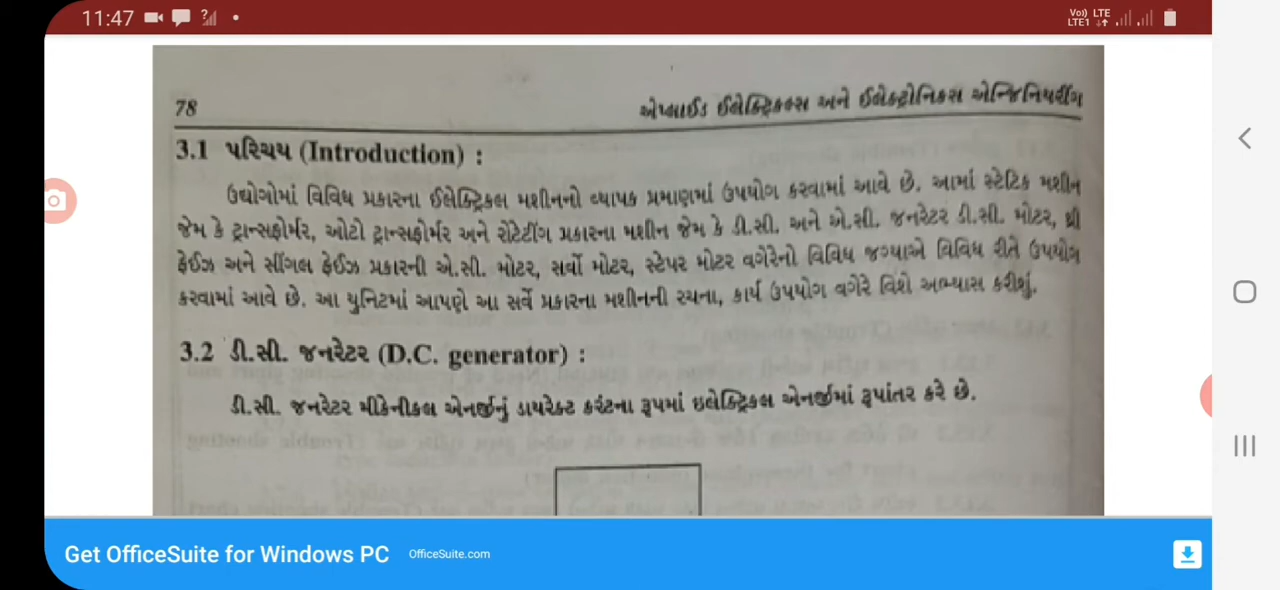 11:47
Vo)) LTE
LTE1
78
એપ્લાઈડ ઈલેક્ટ્રિકલ્સ અને ઈલેક્ટ્રોનિક્સ એન્જિનિયરીંગ
3.1 પરિચય (Introduction) :
ઉદ્યોગોમાં વિવિધ પ્રકારના ઈલેક્ટ્રિકલ મશીનનો વ્યાપક પ્રમાણમાં ઉપયોગ કરવામાં આવે છે. આમાં સ્ટેટિક મશીન
જેમ કે ટ્રાન્સફોર્મર, ઓટો ટ્રાન્સફોર્મર અને રોટેટીંગ પ્રકારના મશીન જેમ કે ડી.સી. અને એ.સી. જનરેટર ડી.સી. મોટર, થ્રી
ફેઈઝ અને સીંગલ ફેઈઝ પ્રકારની એ.સી. મોટર, સર્વો મોટર, સ્ટેપર મોટર વગેરેનો વિવિધ જગ્યાએ વિવિધ રીતે ઉપયોગ
કરવામાં આવે છે. આ યુનિટમાં આપણે આ સર્વે પ્રકારના મશીનની રચના, કાર્ય ઉપયોગ વગેરે વિશે અભ્યાસ કરીશું.
3.2 ડી.સી. જનરેટર (D.C. generator) :
ડી.સી. જનરેટર મીકેનીકલ એનર્જીનું ડાયરેક્ટ કરંટના રૂપમાં ઇલેક્ટ્રિકલ એનર્જીમાં રૂપાંતર કરે છે.
Get OfficeSuite for Windows PC OfficeSuite.com